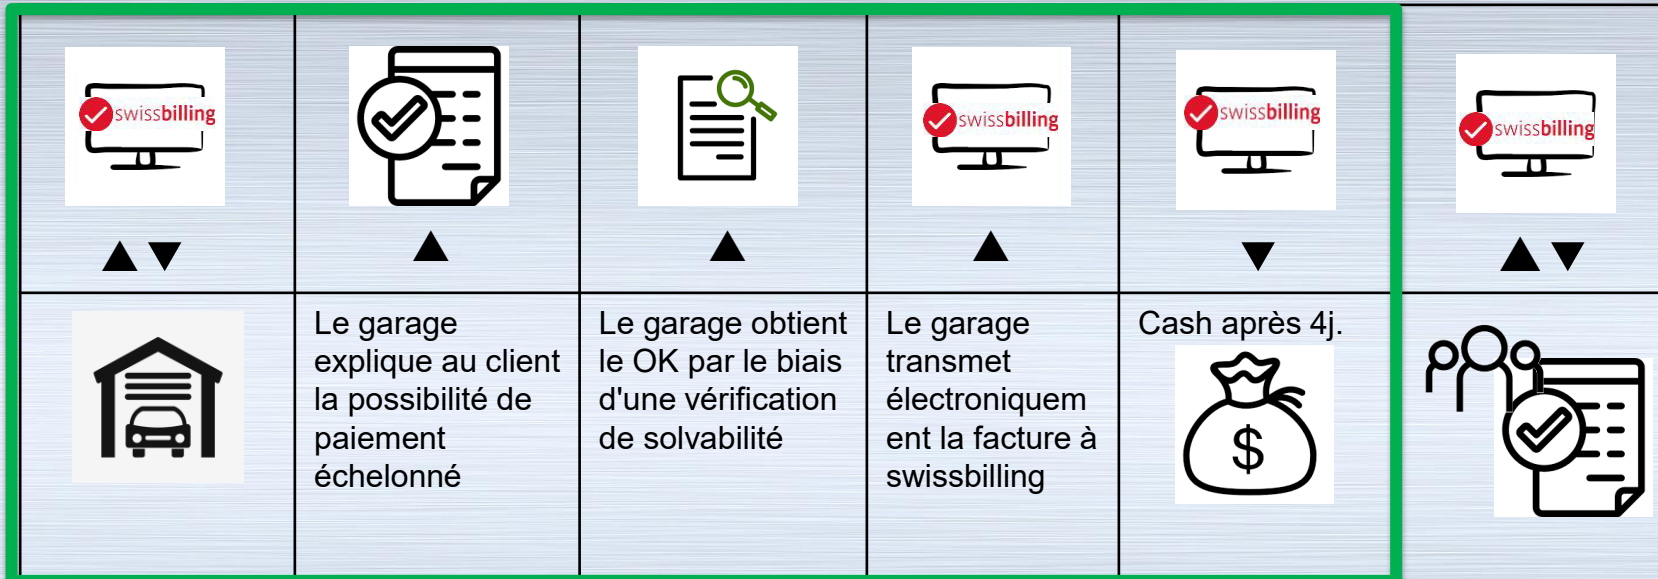 swissbilling
swissbilling
swissbilling
swissbilling
Le garage
explique au client
la possibilité de
paiement
échelonné
Le garage obtient
le OK par le biais
d'une vérification
de solvabilité
Le garage
transmet
électroniquem
ent la facture à
swissbilling
Cash après 4j.
$